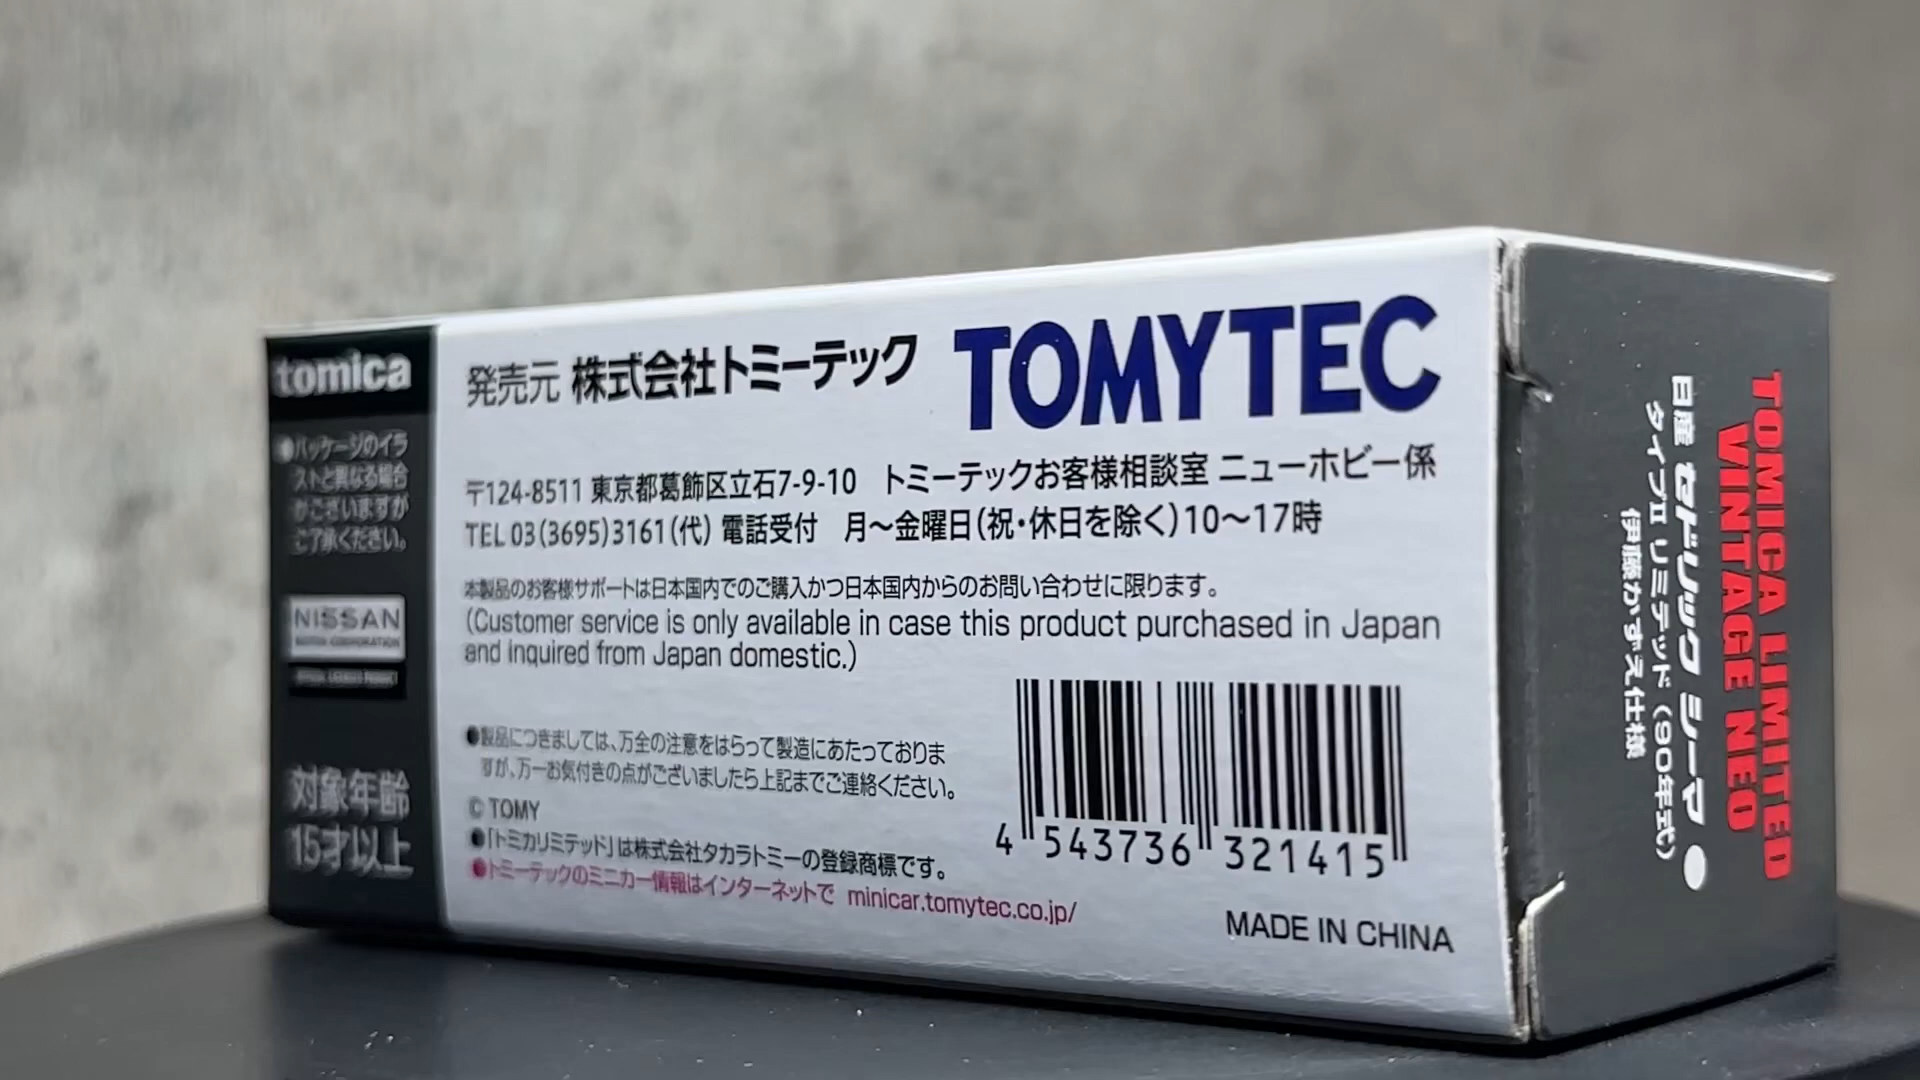 tomica
●パッケージのイラ
ストと異なる場合
がございますが
ご了承ください。
NISSAN
対象年齢
15才以上
発売元 株式会社トミーテック TOMYTEC
〒124-8511 東京都葛飾区立石7-9-10 トミーテックお客様相談室 ニューホビー係
TEL 03(3695)3161(代) 電話受付 月〜金曜日(祝・休日を除く)10〜17時
本製品のお客様サポートは日本国内でのご購入かつ日本国内からのお問い合わせに限ります。
(Customer service is only available in case this product purchased in Japan
and inquired from Japan domestic.)
●製品につきましては、万全の注意をはらって製造にあたっておりま
すが、万一お気付きの点がございましたら上記までご連絡ください。
© TOMY
●「トミカリミテッド」は株式会社タカラトミーの登録商標です。
●トミーテックのミニカー情報はインターネットで minicar.tomytec.co.jp/
4 543736 321415
MADE IN CHINA
TOMICA LIMITED
VINTAGE NEO
日産 セドリック シーマ
タイプII リミテッド (90年式)
伊藤かずえ仕様